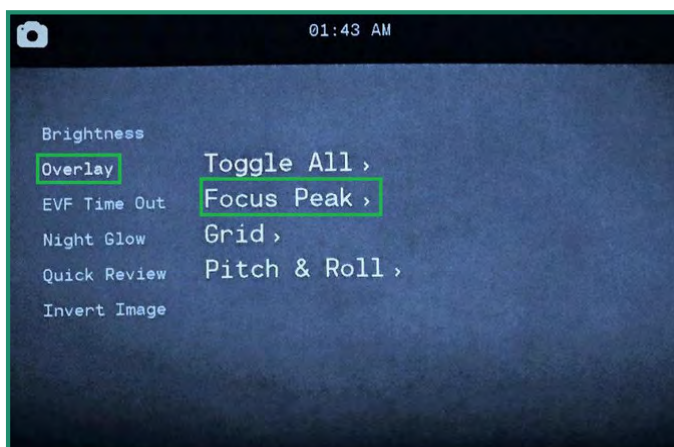 01:43 AM
Brightness
Overlay
EVF Time Out
Night Glow
Quick Review
Invert Image
Toggle All ›
Focus Peak ›
Grid ›
Pitch & Roll ›